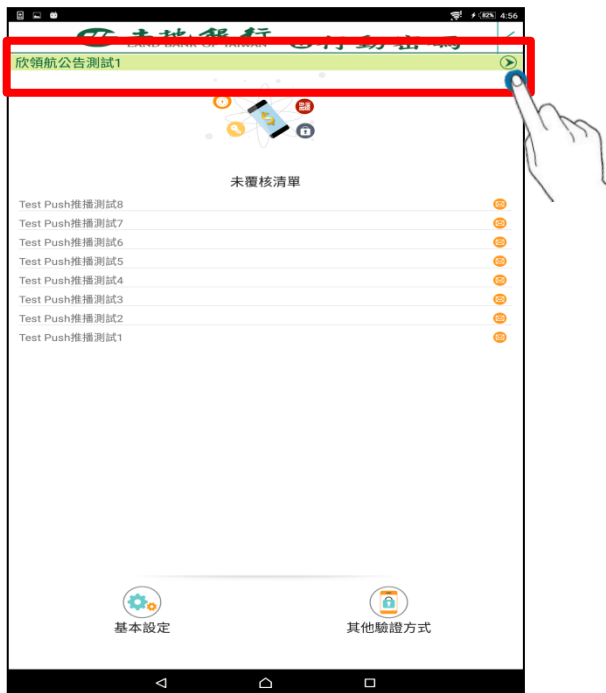 82% 4:56
土地銀行 行動密碼
LAND BANK OF TAIWAN
欣領航公告測試1
未覆核清單
Test Push推播測試8
Test Push推播測試7
Test Push推播測試6
Test Push推播測試5
Test Push推播測試4
Test Push推播測試3
Test Push推播測試2
Test Push推播測試1
基本設定
其他驗證方式